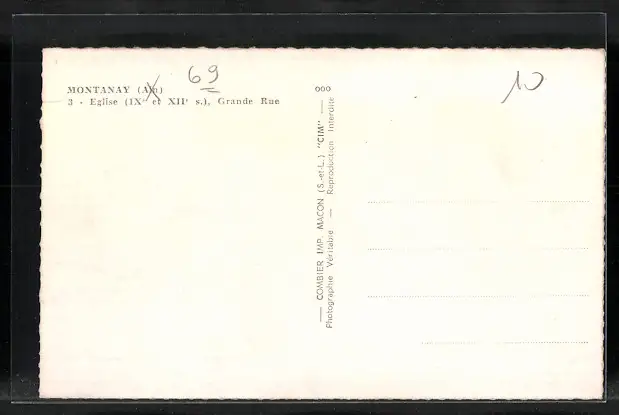 69
MONTANAY (Ain)
3 - Eglise (IXe et XIIe s.), Grande Rue
10
ooo
— COMBIER IMP. MACON (S.-et-L.) "CIM" —
Photographie Véritable — Reproduction Interdite